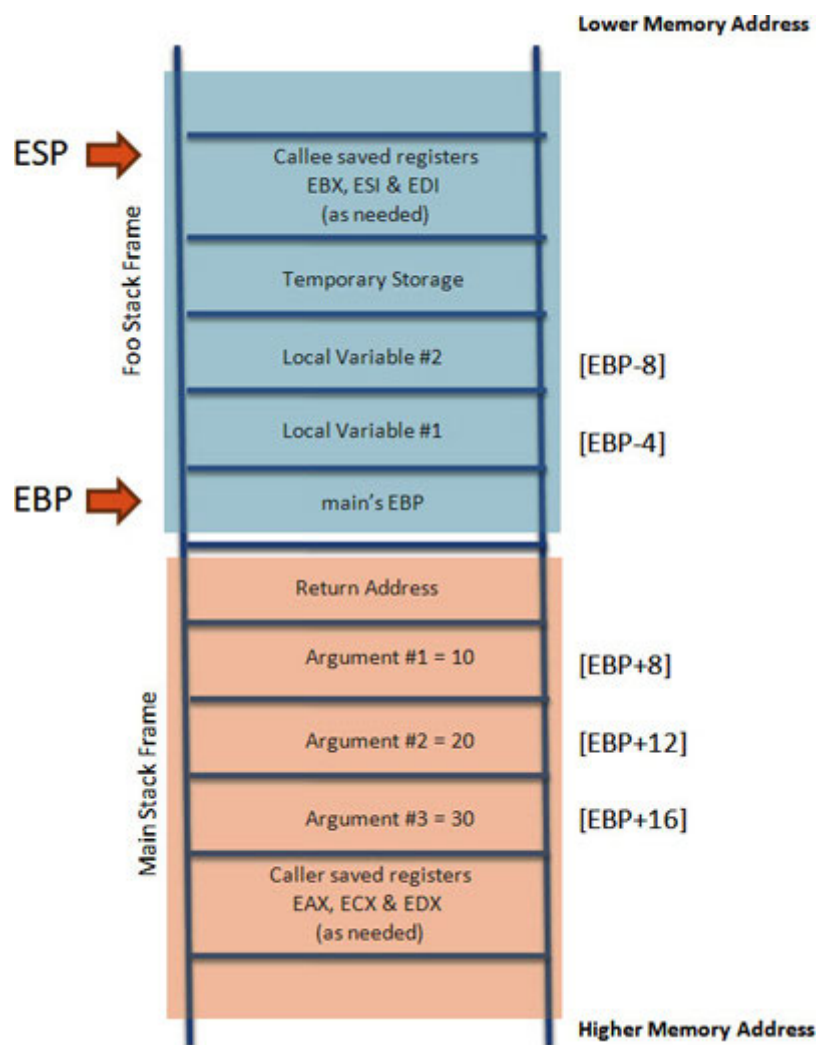 Lower Memory Address
ESP
Callee saved registers
EBX, ESI & EDI
(as needed)
Foo Stack Frame
Temporary Storage
Local Variable #2
[EBP-8]
Local Variable #1
[EBP-4]
EBP
main's EBP
Return Address
Main Stack Frame
Argument #1 = 10
[EBP+8]
Argument #2 = 20
[EBP+12]
Argument #3 = 30
[EBP+16]
Caller saved registers
EAX, ECX & EDX
(as needed)
Higher Memory Address